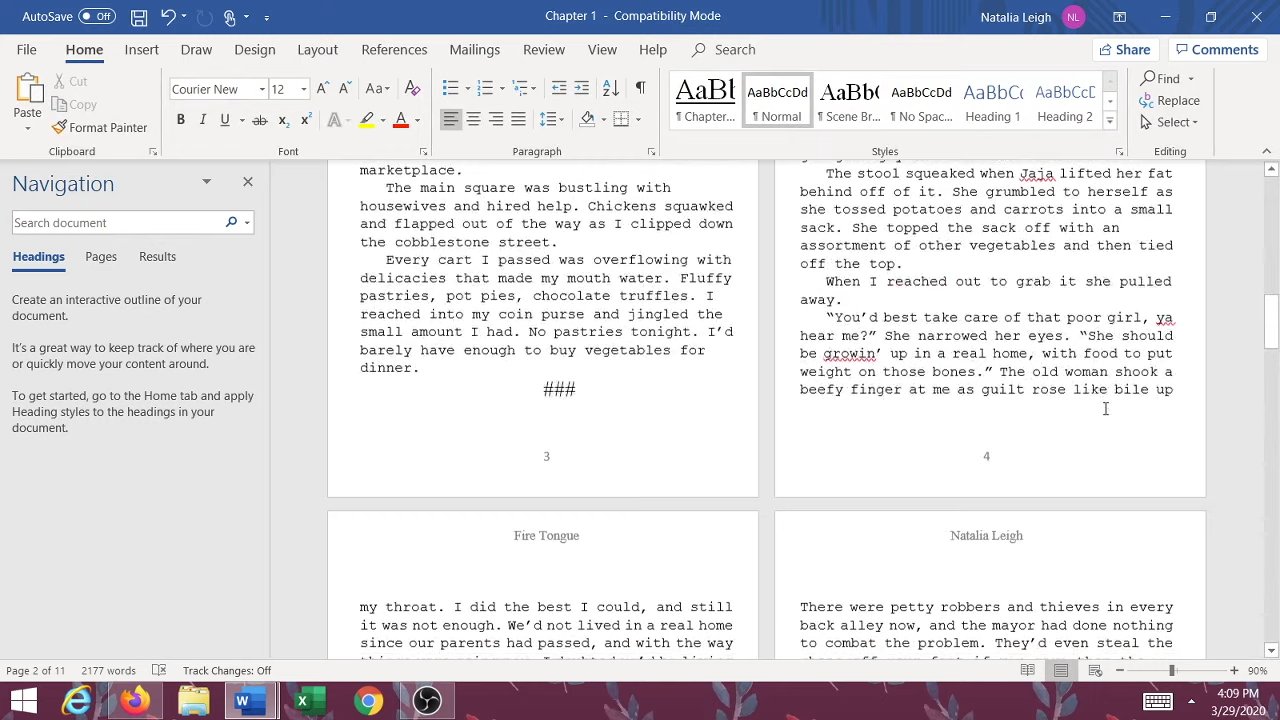 AutoSave Off
Chapter 1 - Compatibility Mode
Natalia Leigh NL
File Home Insert Draw Design Layout References Mailings Review View Help Search
Share Comments
Paste
Cut
Copy
Format Painter
Clipboard
Courier New 12
Font
Paragraph
AaBb AaBbCcDd AaBb( AaBbCcDd AaBbCc AaBbCcD
¶ Chapter... ¶ Normal ¶ Scene Br... ¶ No Spac... Heading 1 Heading 2
Styles
Find
Replace
Select
Editing
Navigation
Search document
Headings Pages Results
Create an interactive outline of your
document.
It's a great way to keep track of where you are
or quickly move your content around.
To get started, go to the Home tab and apply
Heading styles to the headings in your
document.
marketplace.
The main square was bustling with
housewives and hired help. Chickens squawked
and flapped out of the way as I clipped down
the cobblestone street.
Every cart I passed was overflowing with
delicacies that made my mouth water. Fluffy
pastries, pot pies, chocolate truffles. I
reached into my coin purse and jingled the
small amount I had. No pastries tonight. I’d
barely have enough to buy vegetables for
dinner.
###
3
The stool squeaked when Jaja lifted her fat
behind off of it. She grumbled to herself as
she tossed potatoes and carrots into a small
sack. She topped the sack off with an
assortment of other vegetables and then tied
off the top.
When I reached out to grab it she pulled
away.
“You’d best take care of that poor girl, ya
hear me?” She narrowed her eyes. “She should
be growin’ up in a real home, with food to put
weight on those bones.” The old woman shook a
beefy finger at me as guilt rose like bile up
4
Fire Tongue
my throat. I did the best I could, and still
it was not enough. We’d not lived in a real home
since our parents had passed, and with the way
Natalia Leigh
There were petty robbers and thieves in every
back alley now, and the mayor had done nothing
to combat the problem. They’d even steal the
Page 2 of 11 2177 words Track Changes: Off
90%
4:09 PM
3/29/2020